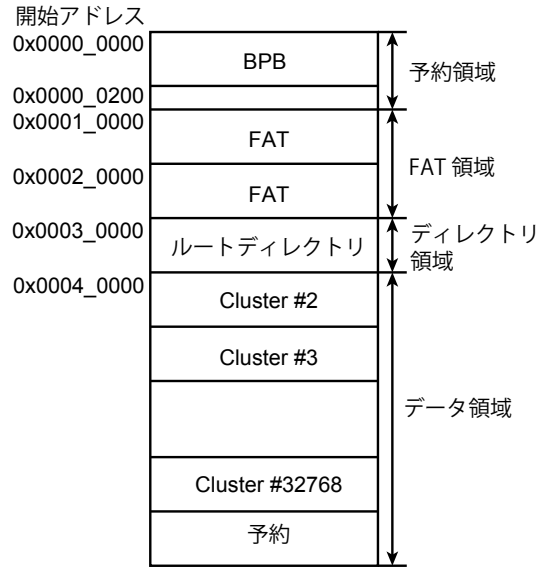 開始アドレス
0x0000_0000
BPB
予約領域
0x0000_0200
0x0001_0000
FAT
FAT 領域
0x0002_0000
FAT
0x0003_0000
ルートディレクトリ
ディレクトリ
領域
0x0004_0000
Cluster #2
Cluster #3
データ領域
Cluster #32768
予約